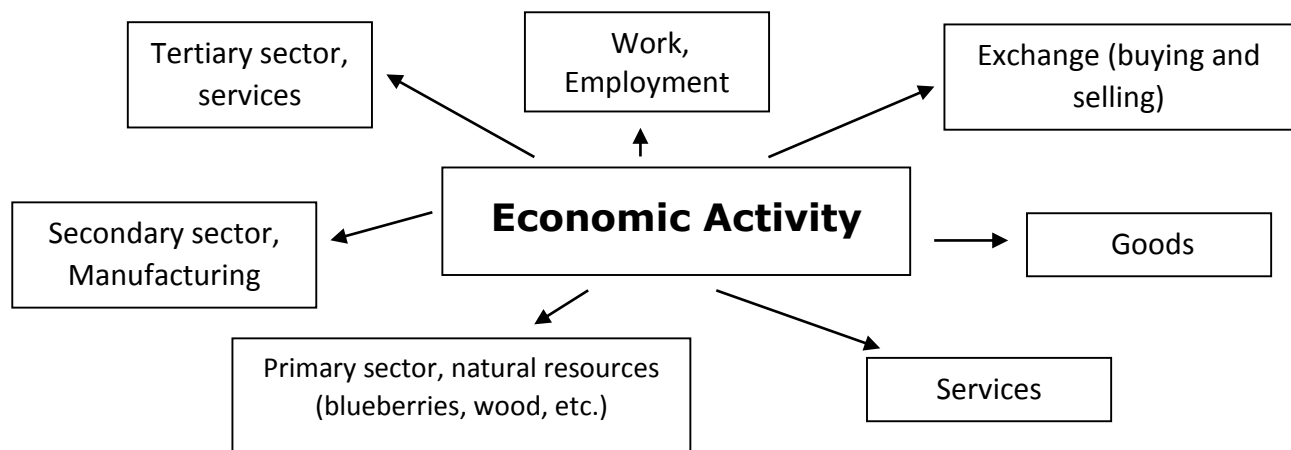 Tertiary sector,
services
Work,
Employment
Exchange (buying and
selling)
Economic Activity
Secondary sector,
Manufacturing
Goods
Primary sector, natural resources
(blueberries, wood, etc.)
Services